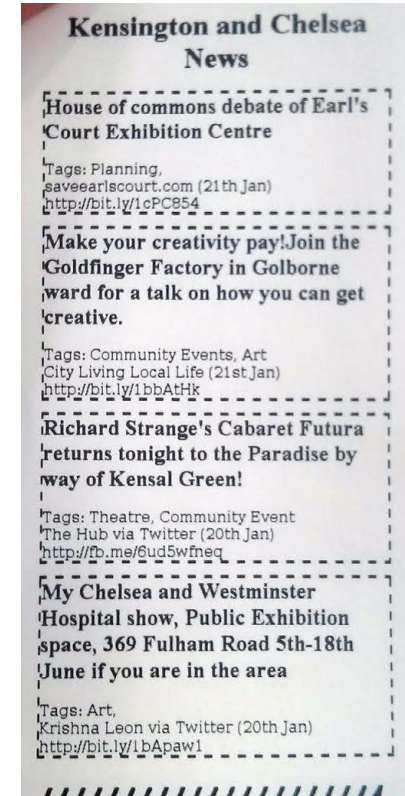 Kensington and Chelsea
News
House of commons debate of Earl's
Court Exhibition Centre
Tags: Planning,
saveearlscourt.com (21th Jan)
http://bit.ly/1cPC854
Make your creativity pay!Join the
Goldfinger Factory in Golborne
ward for a talk on how you can get
creative.
Tags: Community Events, Art
City Living Local Life (21st Jan)
http://bit.ly/1bbAtHk
Richard Strange's Cabaret Futura
returns tonight to the Paradise by
way of Kensal Green!
Tags: Theatre, Community Event
The Hub via Twitter (20th Jan)
http://fb.me/6ud5wfneq
My Chelsea and Westminster
Hospital show, Public Exhibition
space, 369 Fulham Road 5th-18th
June if you are in the area
Tags: Art,
Krishna Leon via Twitter (20th Jan)
http://bit.ly/1bApaw1